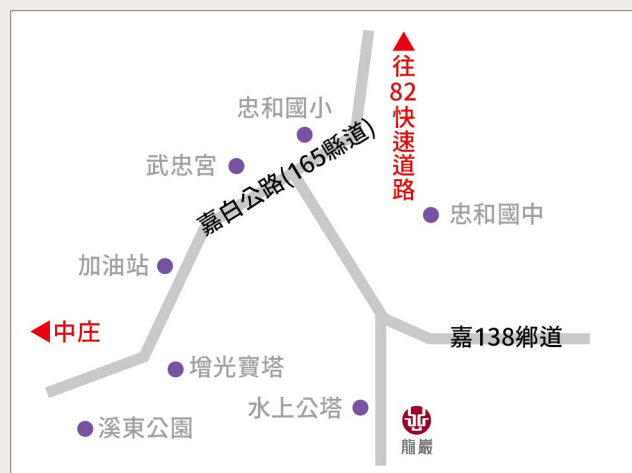 往82快速道路
忠和國小
武忠宮
嘉白公路(165縣道)
忠和國中
加油站
中庄
嘉138鄉道
增光寶塔
水上公塔
溪東公園
龍巖